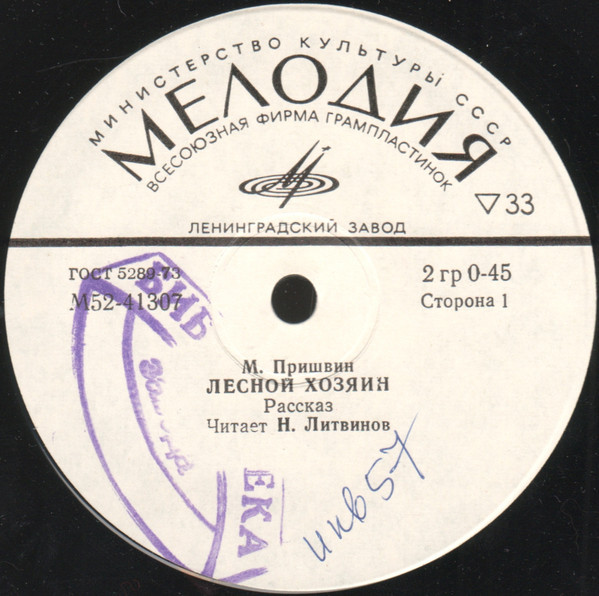 МИНИСТЕРСТВО КУЛЬТУРЫ СССР
МЕЛОДИЯ
ВСЕСОЮЗНАЯ ФИРМА ГРАМПЛАСТИНОК
▽33
ЛЕНИНГРАДСКИЙ ЗАВОД
ГОСТ 5289-73
М52-41307
2 гр 0-45
Сторона 1
М. Пришвин
ЛЕСНОЙ ХОЗЯИН
Рассказ
Читает Н. Литвинов
БИБ
ЕКА
инв 57